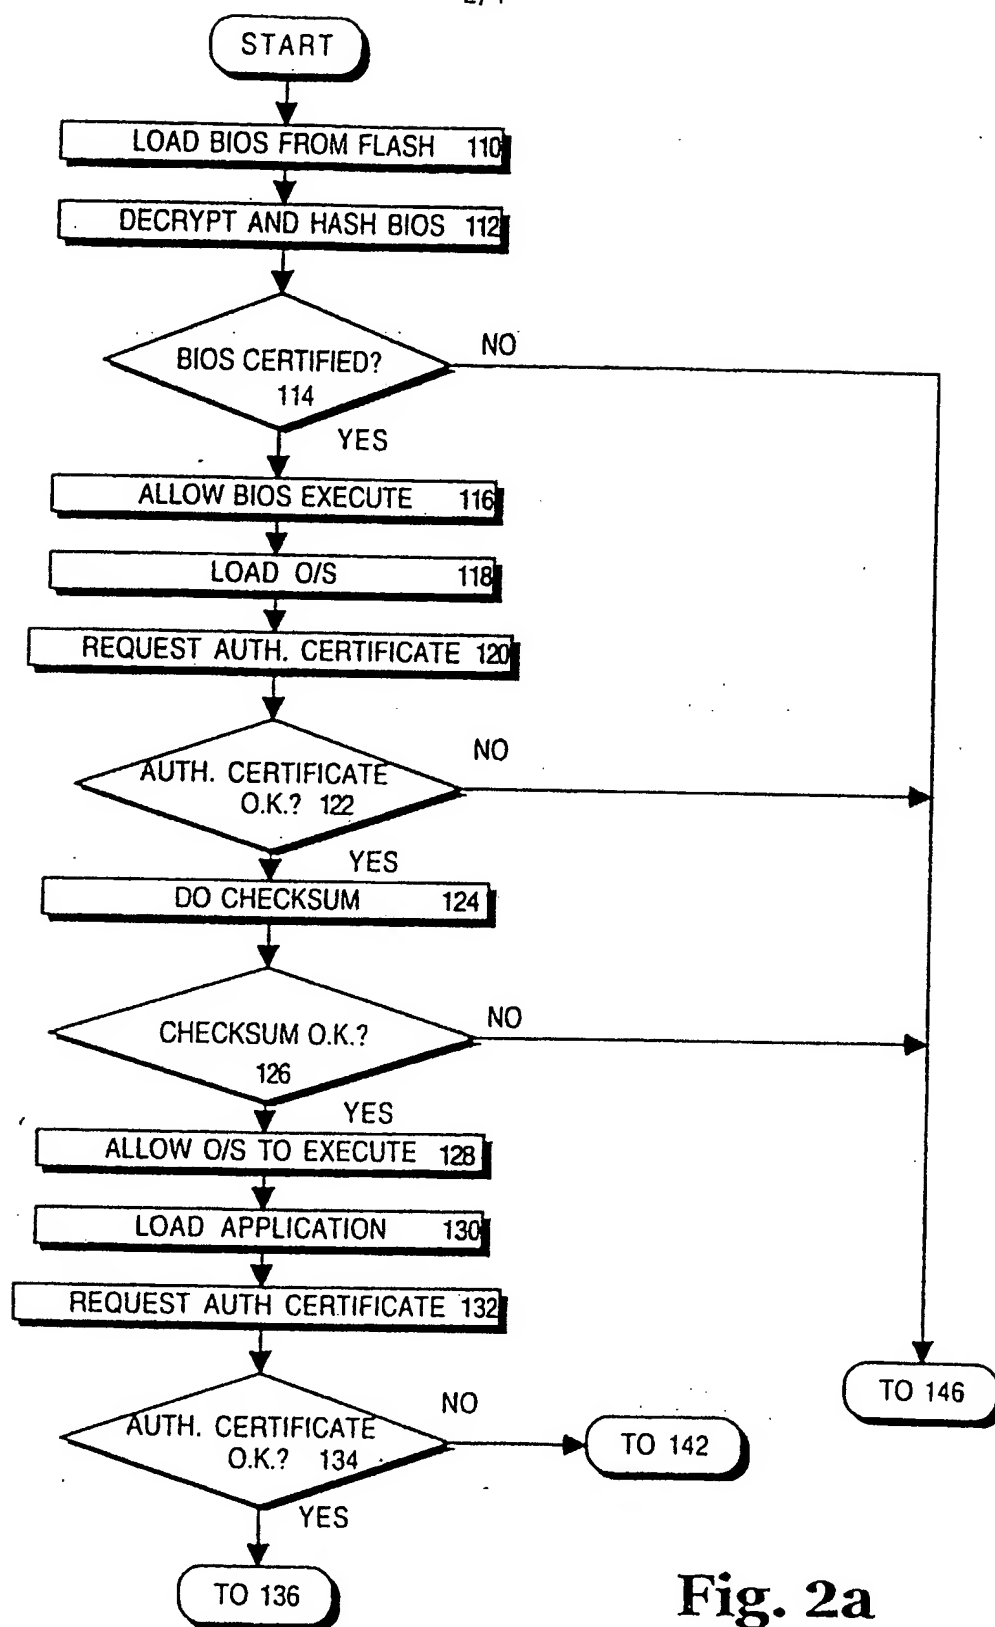 START
LOAD BIOS FROM FLASH 110
DECRYPT AND HASH BIOS 112
BIOS CERTIFIED?
114
NO
YES
ALLOW BIOS EXECUTE 116
LOAD O/S 118
REQUEST AUTH. CERTIFICATE 120
AUTH. CERTIFICATE
O.K.? 122
NO
YES
DO CHECKSUM 124
CHECKSUM O.K.?
126
NO
YES
ALLOW O/S TO EXECUTE 128
LOAD APPLICATION 130
REQUEST AUTH CERTIFICATE 132
AUTH. CERTIFICATE
O.K.? 134
NO
TO 142
TO 146
YES
TO 136
Fig. 2a